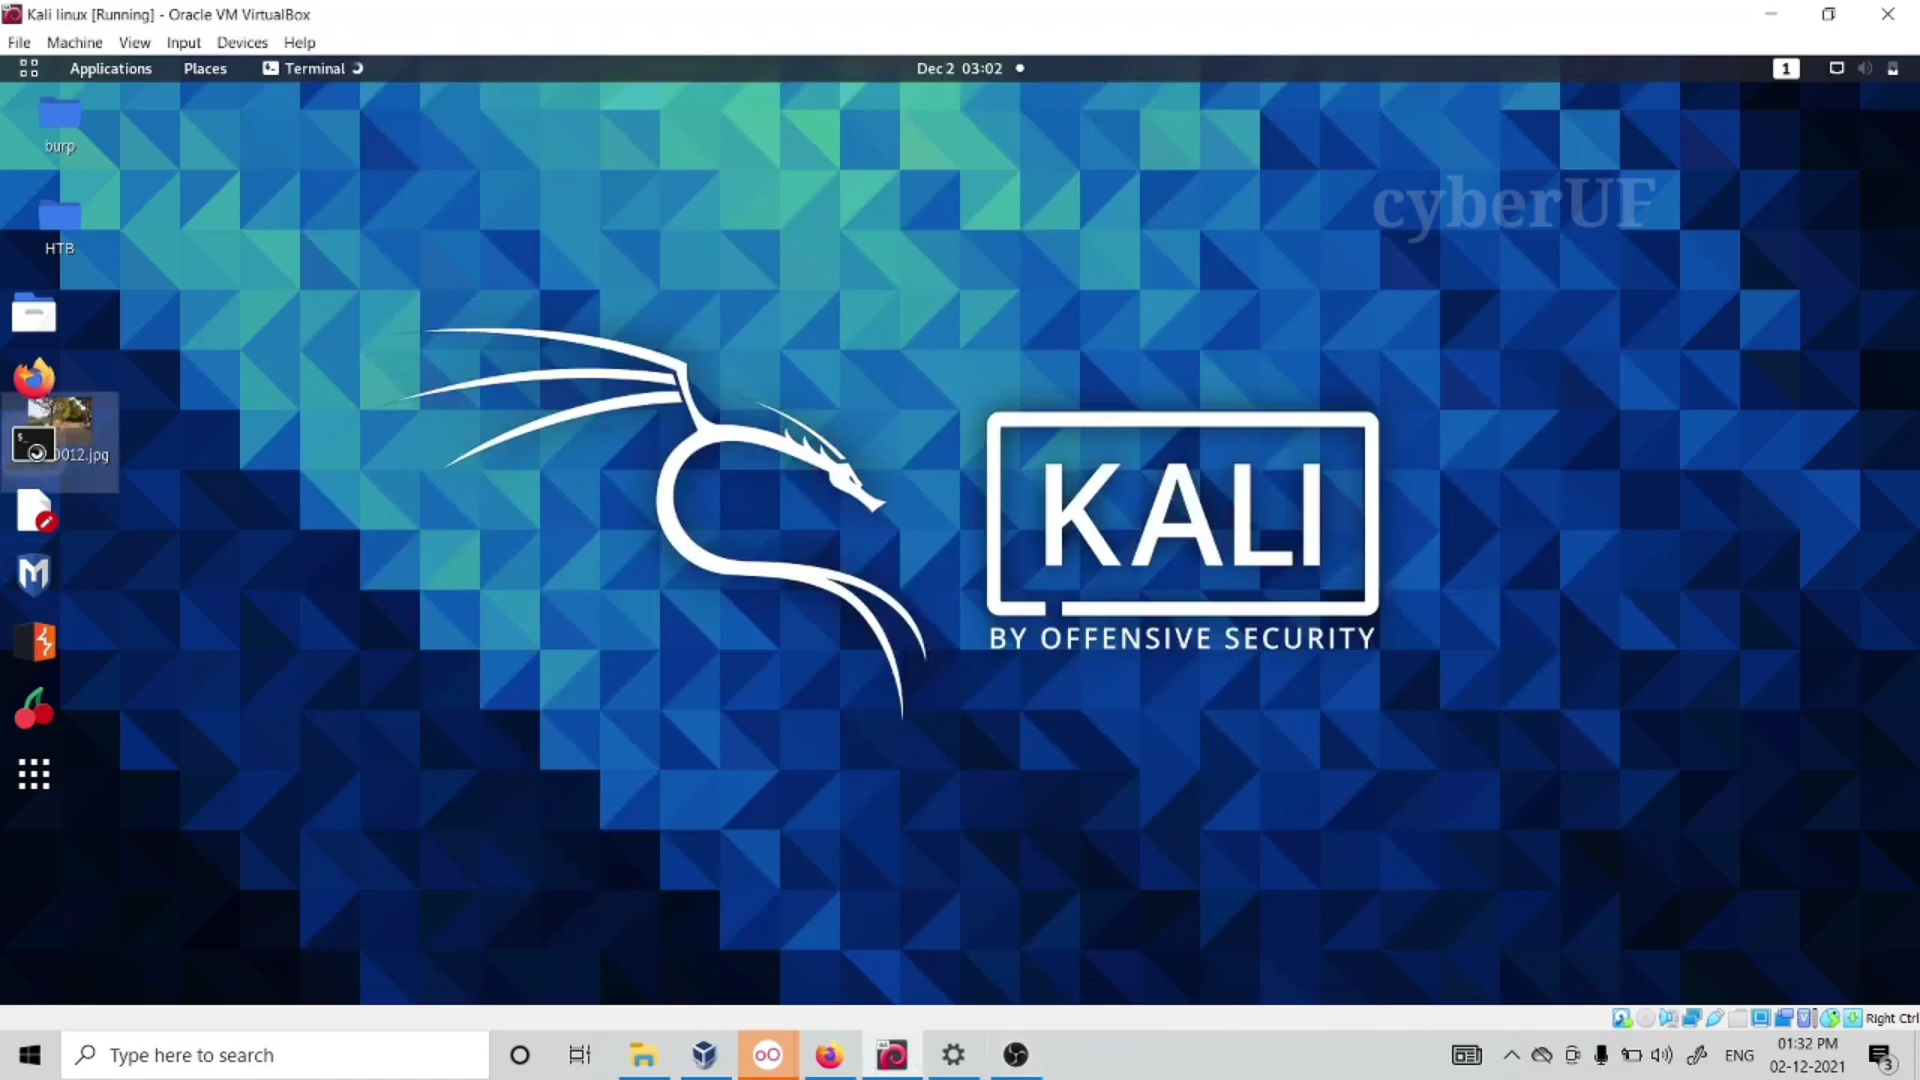 Kali linux [Running] - Oracle VM VirtualBox
File Machine View Input Devices Help
Applications Places Terminal Dec 2 03:02 1
burp
cyberUF
HTB
0012.jpg
KALI
BY OFFENSIVE SECURITY
Right Ctrl
Type here to search
ENG
01:32 PM
02-12-2021
3